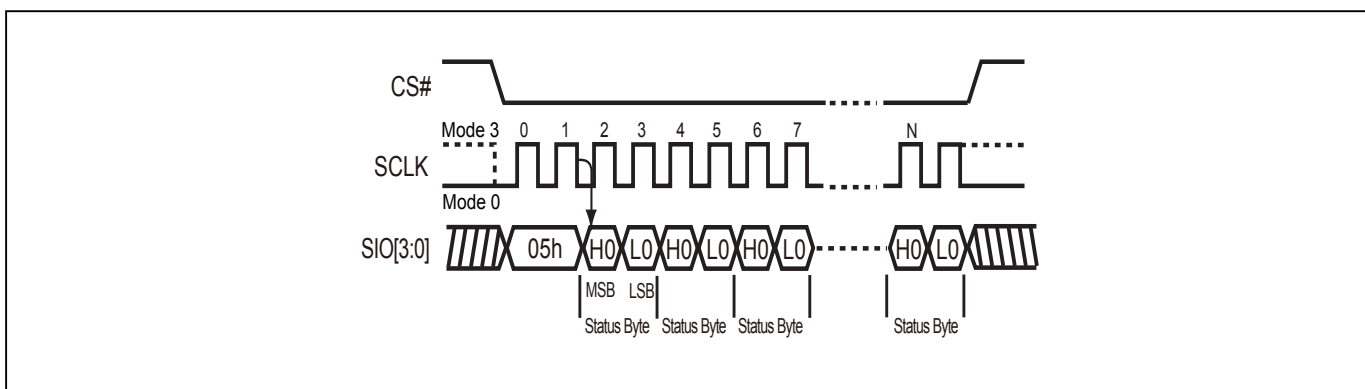 CS#
Mode 3 0 1 2 3 4 5 6 7 N
SCLK
Mode 0
SIO[3:0] 05h H0 L0 H0 L0 H0 L0 H0 L0
MSB LSB
Status Byte Status Byte Status Byte Status Byte